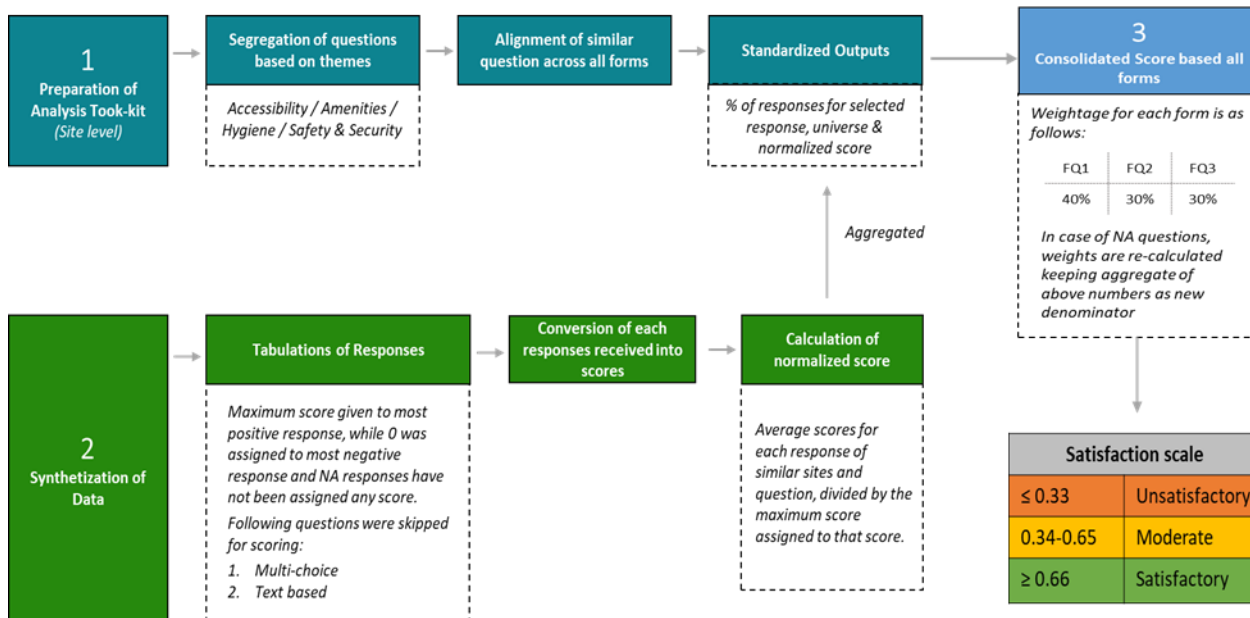 1
Preparation of
Analysis Took-kit
(Site level)
Segregation of questions
based on themes
Accessibility / Amenities /
Hygiene / Safety & Security
Alignment of similar
question across all forms
Standardized Outputs
% of responses for selected
response, universe &
normalized score
3
Consolidated Score based all
forms
Weightage for each form is as
follows:
FQ1 FQ2 FQ3
40% 30% 30%
In case of NA questions,
weights are re-calculated
keeping aggregate of
above numbers as new
denominator
Aggregated
2
Synthetization of
Data
Tabulations of Responses
Maximum score given to most
positive response, while 0 was
assigned to most negative
response and NA responses have
not been assigned any score.
Following questions were skipped
for scoring:
1. Multi-choice
2. Text based
Conversion of each
responses received into
scores
Calculation of
normalized score
Average scores for
each response of
similar sites and
question, divided by the
maximum score
assigned to that score.
Satisfaction scale
≤ 0.33 Unsatisfactory
0.34-0.65 Moderate
≥ 0.66 Satisfactory